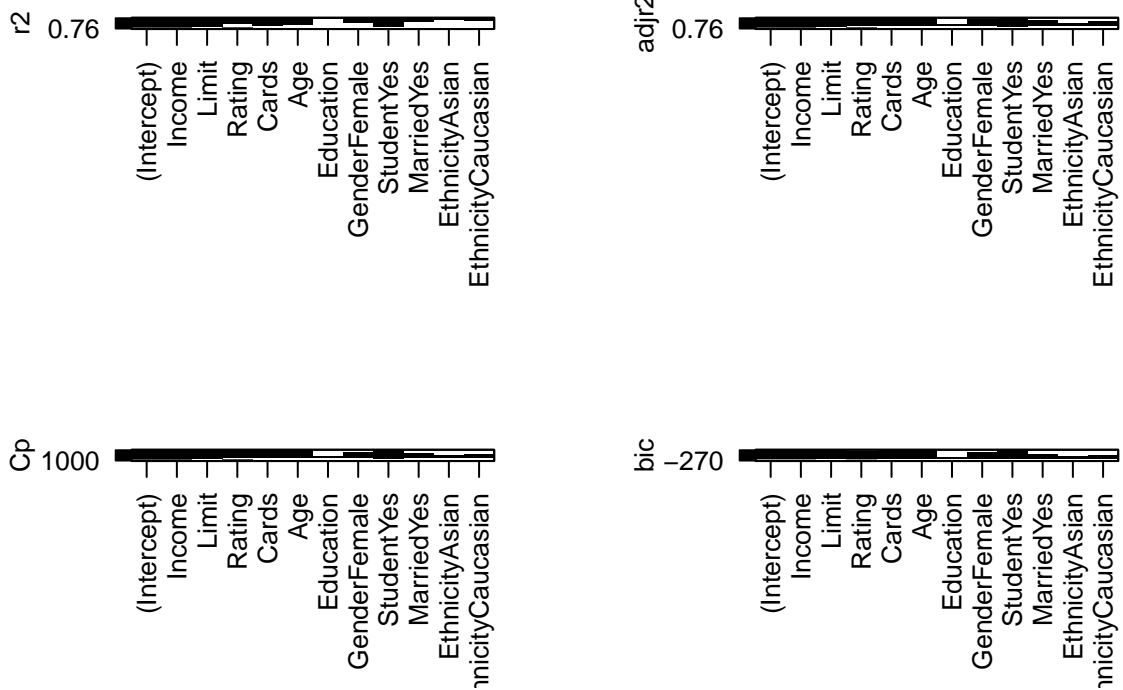 r2
0.76
(Intercept)
Income
Limit
Rating
Cards
Age
Education
GenderFemale
StudentYes
MarriedYes
EthnicityAsian
EthnicityCaucasian
adjr2
0.76
(Intercept)
Income
Limit
Rating
Cards
Age
Education
GenderFemale
StudentYes
MarriedYes
EthnicityAsian
EthnicityCaucasian
Cp
1000
(Intercept)
Income
Limit
Rating
Cards
Age
Education
GenderFemale
StudentYes
MarriedYes
EthnicityAsian
hnicityCaucasian
bic
−270
(Intercept)
Income
Limit
Rating
Cards
Age
Education
GenderFemale
StudentYes
MarriedYes
EthnicityAsian
hnicityCaucasian